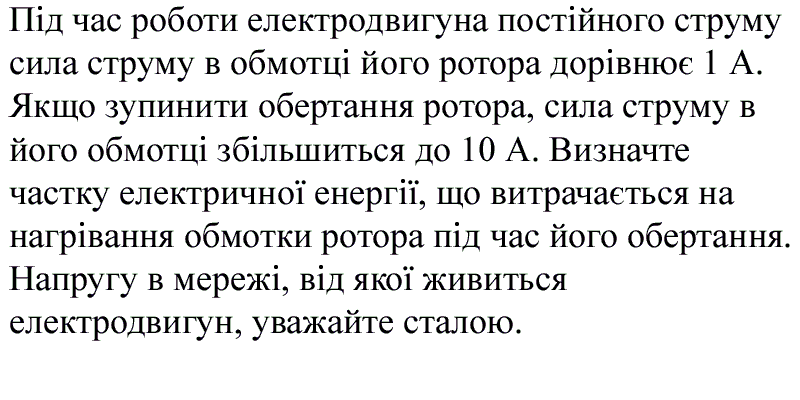 Під час роботи електродвигуна постійного струму
сила струму в обмотці його ротора дорівнює 1 А.
Якщо зупинити обертання ротора, сила струму в
його обмотці збільшиться до 10 А. Визначте
частку електричної енергії, що витрачається на
нагрівання обмотки ротора під час його обертання.
Напругу в мережі, від якої живиться
електродвигун, уважайте сталою.